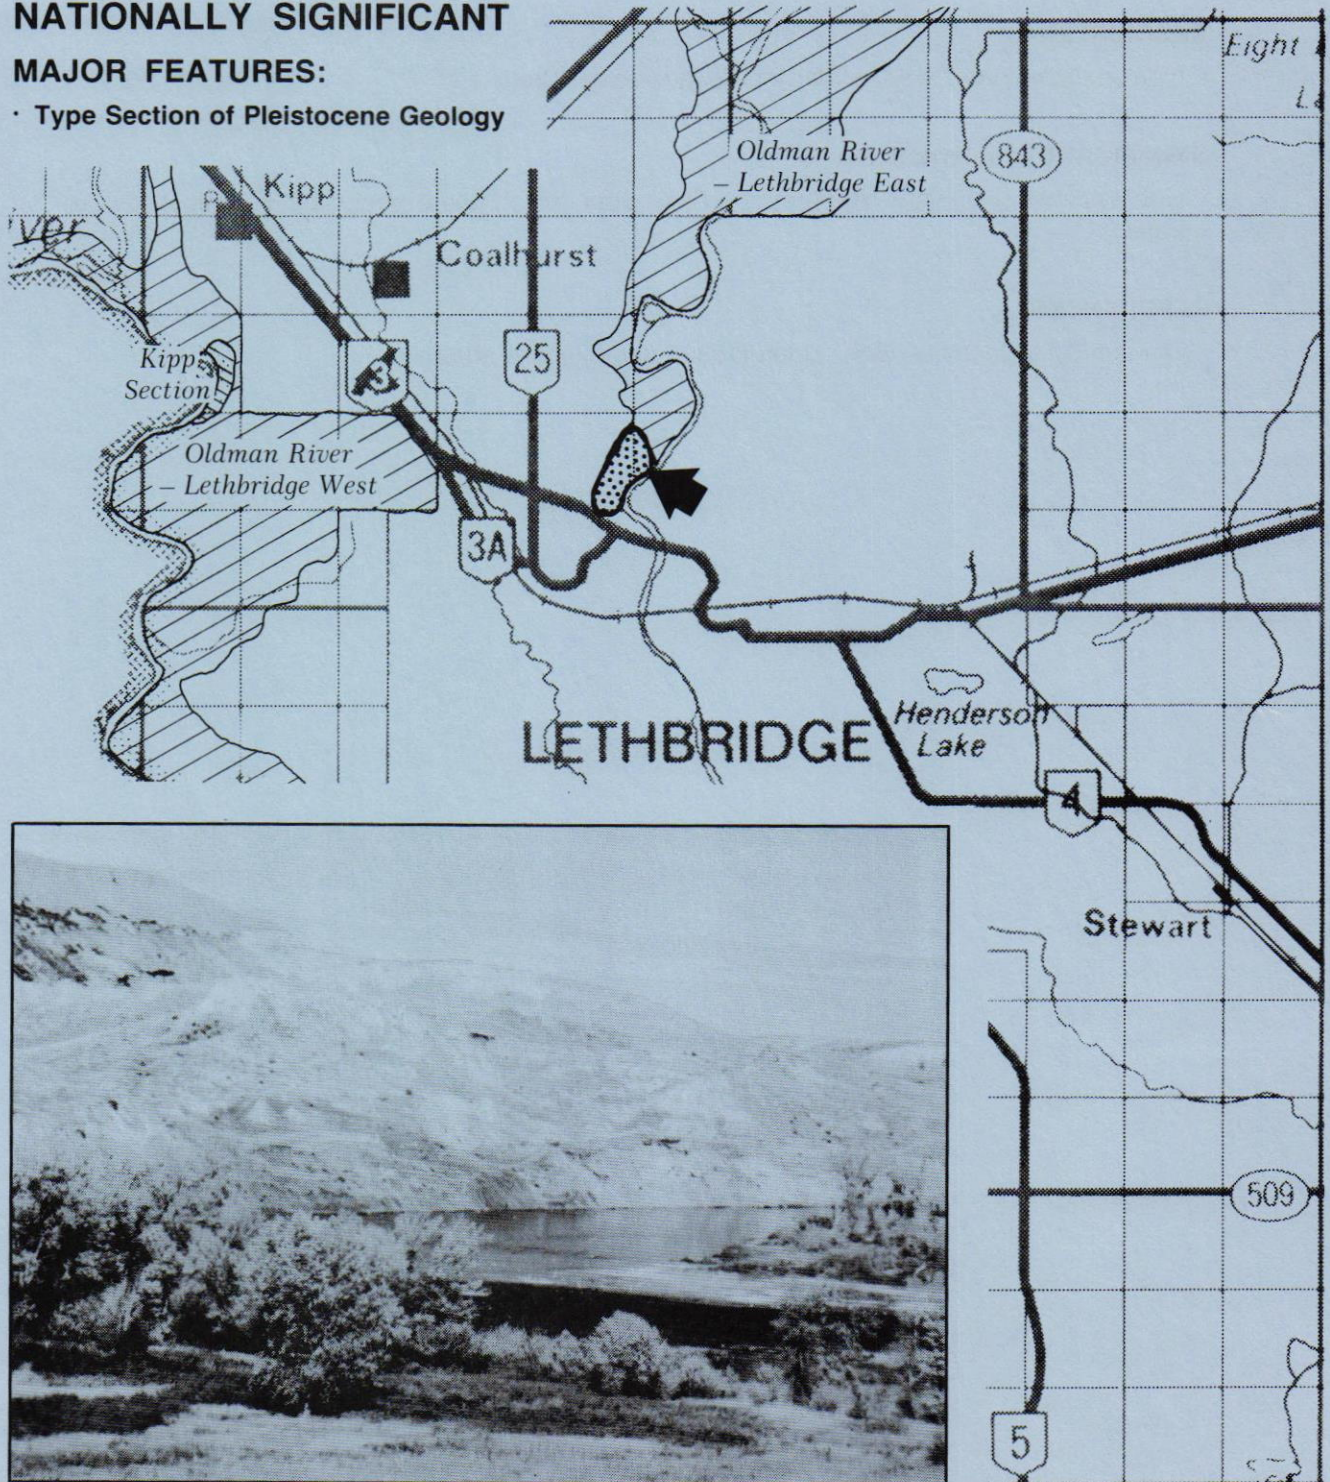 NATIONALLY SIGNIFICANT
MAJOR FEATURES:
· Type Section of Pleistocene Geology
Eight
Oldman River
– Lethbridge East
843
Kipp
Coalhurst
25
Kipp
Section
3
Oldman River
– Lethbridge West
3A
LETHBRIDGE
Henderson
Lake
4
Stewart
509
5